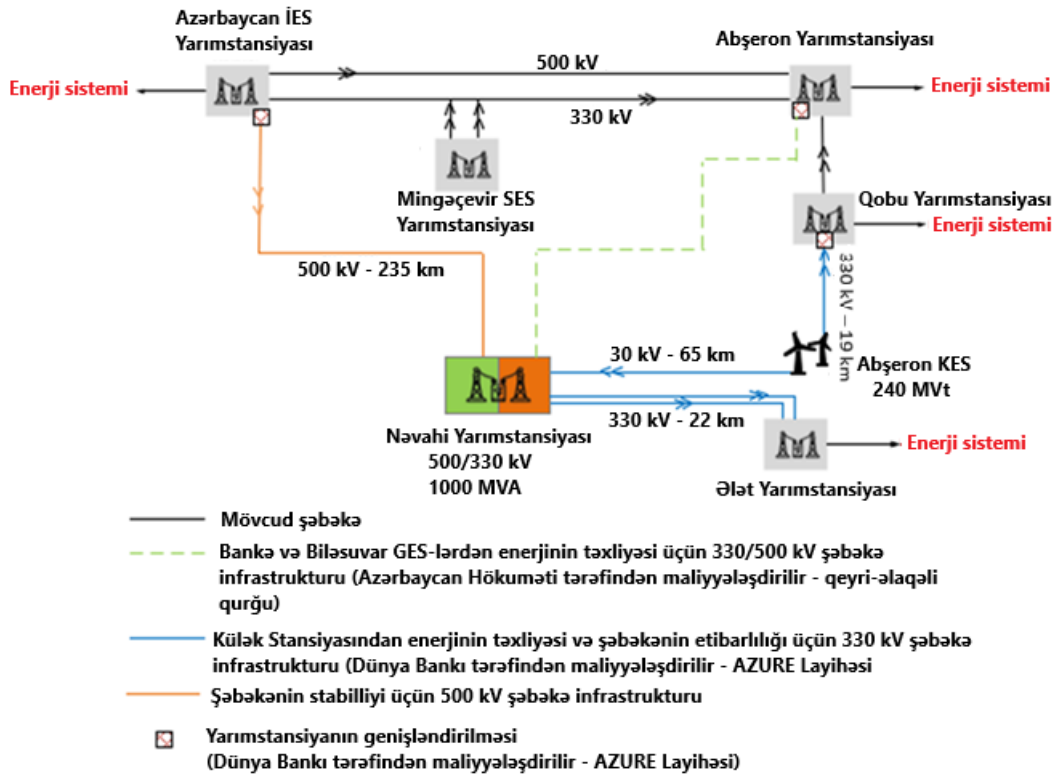 Azərbaycan İES
Yarımstansiyası
Abşeron Yarımstansiyası
500 kV
Enerji sistemi
Enerji sistemi
330 kV
Mingəçevir SES
Yarımstansiyası
Qobu Yarımstansiyası
Enerji sistemi
500 kV - 235 km
330 kV – 19 km
30 kV - 65 km
Abşeron KES
240 MVt
330 kV - 22 km
Nəvahi Yarımstansiyası
500/330 kV
1000 MVA
Enerji sistemi
Ələt Yarımstansiyası
Mövcud şəbəkə
Bankə və Biləsuvar GES-lərdən enerjinin təxliyəsi üçün 330/500 kV şəbəkə
infrastrukturu (Azərbaycan Hökuməti tərəfindən maliyyələşdirilir - qeyri-əlaqəli
qurğu)
Külək Stansiyasından enerjinin təxliyəsi və şəbəkənin etibarlılığı üçün 330 kV şəbəkə
infrastrukturu (Dünya Bankı tərəfindən maliyyələşdirilir - AZURE Layihəsi
Şəbəkənin stabilliyi üçün 500 kV şəbəkə infrastrukturu
Yarımstansiyanın genişləndirilməsi
(Dünya Bankı tərəfindən maliyyələşdirilir - AZURE Layihəsi)